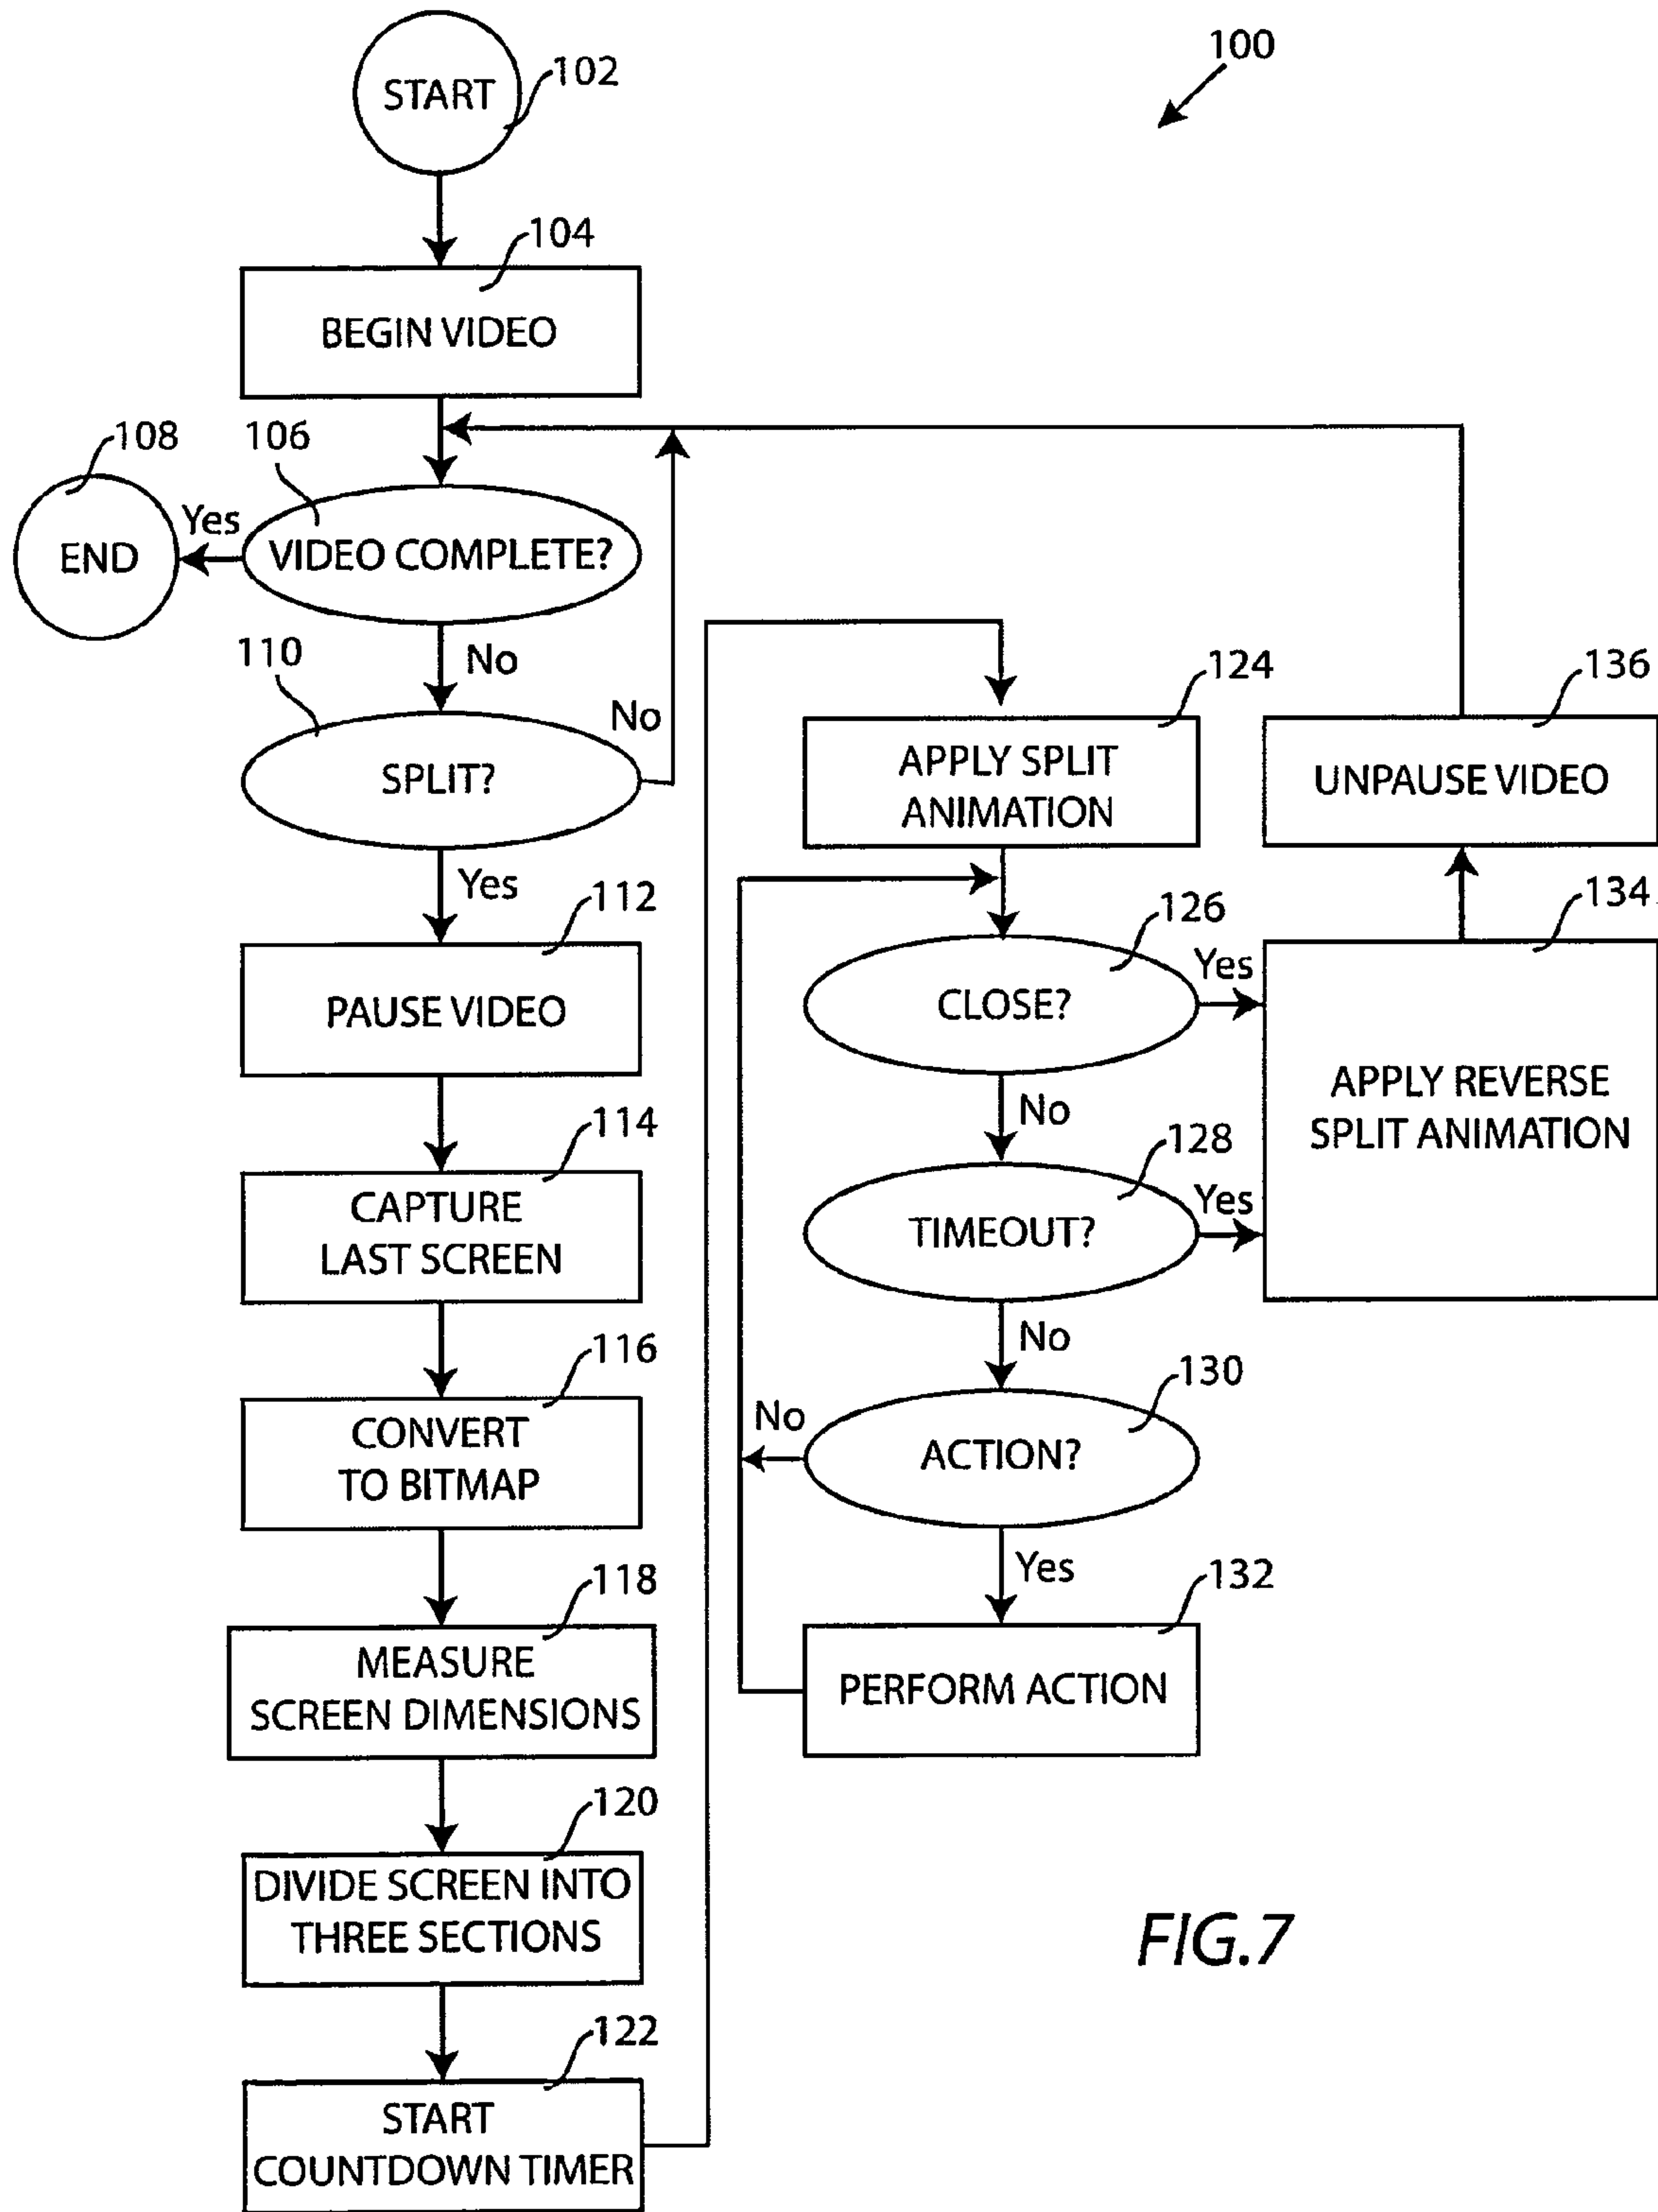 100
START
102
104
BEGIN VIDEO
108
106
END
Yes
VIDEO COMPLETE?
No
110
SPLIT?
No
Yes
112
PAUSE VIDEO
114
CAPTURE
LAST SCREEN
116
CONVERT
TO BITMAP
118
MEASURE
SCREEN DIMENSIONS
120
DIVIDE SCREEN INTO
THREE SECTIONS
122
START
COUNTDOWN TIMER
124
APPLY SPLIT
ANIMATION
126
CLOSE?
Yes
No
128
TIMEOUT?
Yes
No
130
ACTION?
No
Yes
132
PERFORM ACTION
134
APPLY REVERSE
SPLIT ANIMATION
136
UNPAUSE VIDEO
FIG.7